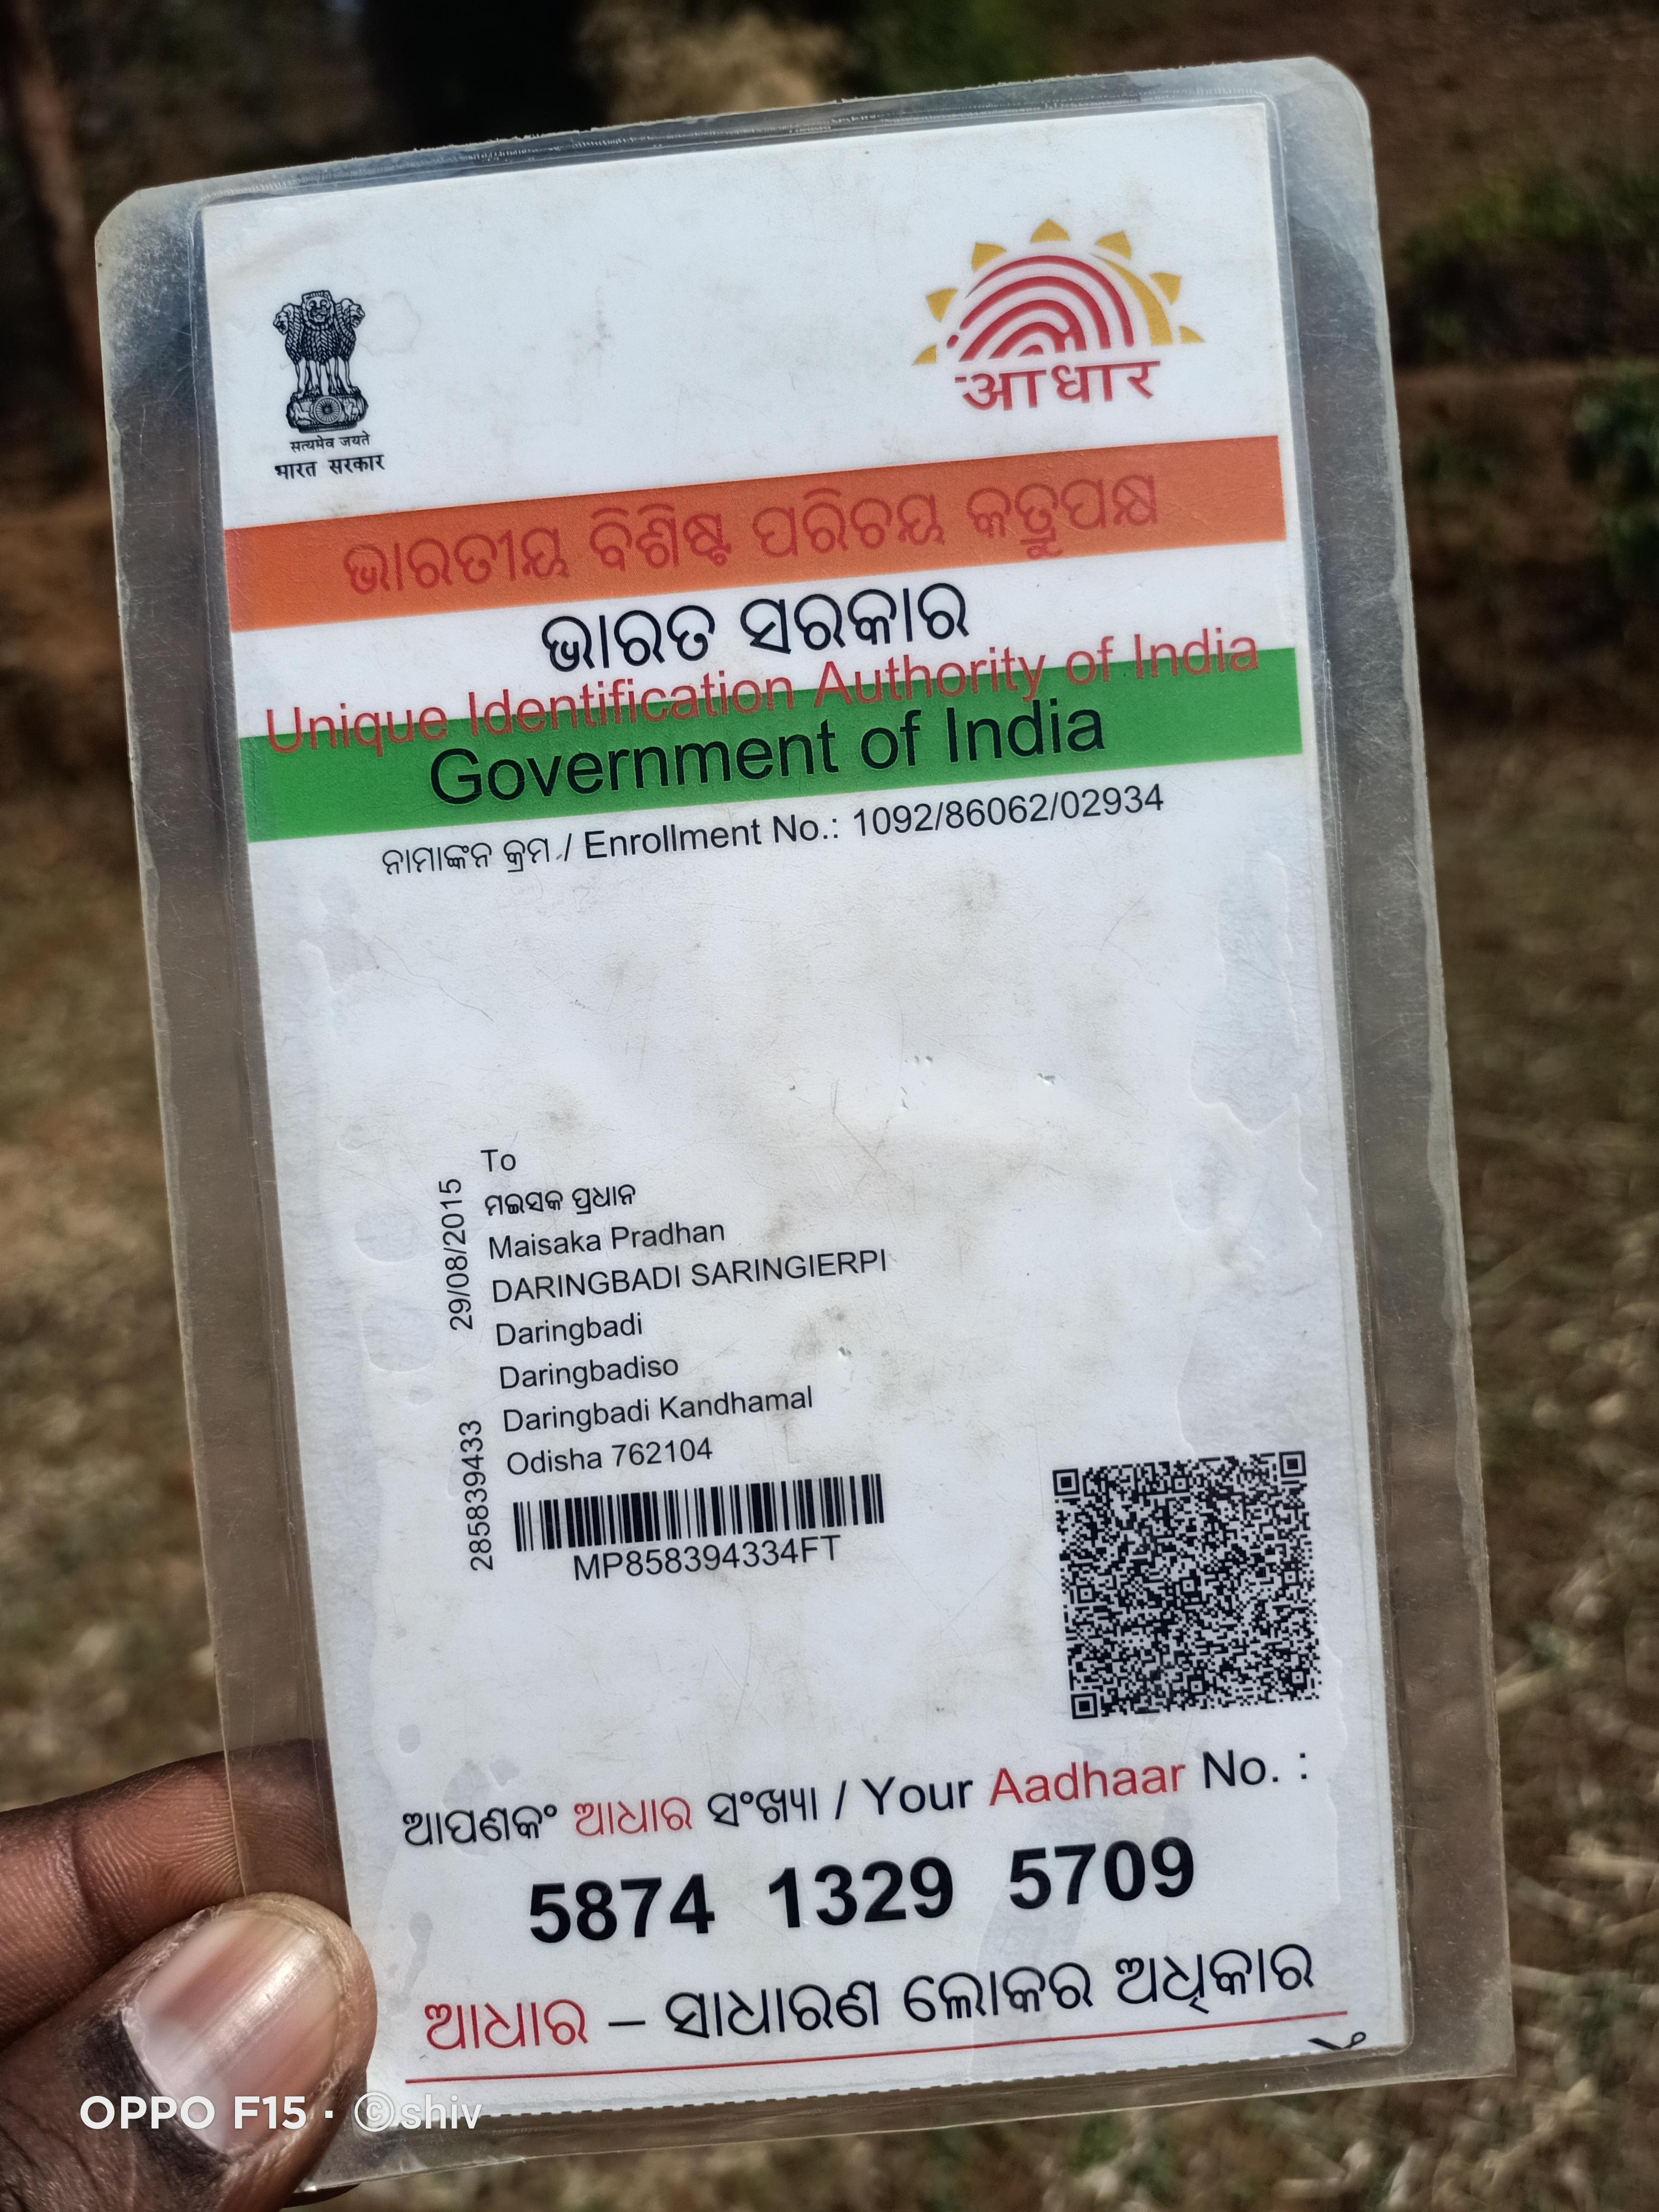 सत्यमेव जयते
भारत सरकार
आधार
ଭାରତୀୟ ବିଶିଷ୍ଟ ପରିଚୟ କତ୍ରୁପକ୍ଷ
ଭାରତ ସରକାର
Unique Identification Authority of India
Government of India
ନାମାଙ୍କନ କ୍ରମ / Enrollment No.: 1092/86062/02934
To
ମଇସକ ପ୍ରଧାନ
Maisaka Pradhan
DARINGBADI SARINGIERPI
Daringbadi
Daringbadiso
Daringbadi Kandhamal
Odisha 762104
29/08/2015
285839433
MP858394334FT
ଆପଣକଂ ଆଧାର ସଂଖ୍ୟା / Your Aadhaar No. :
5874 1329 5709
ଆଧାର – ସାଧାରଣ ଲୋକର ଅଧିକାର
OPPO F15 · ©shiv